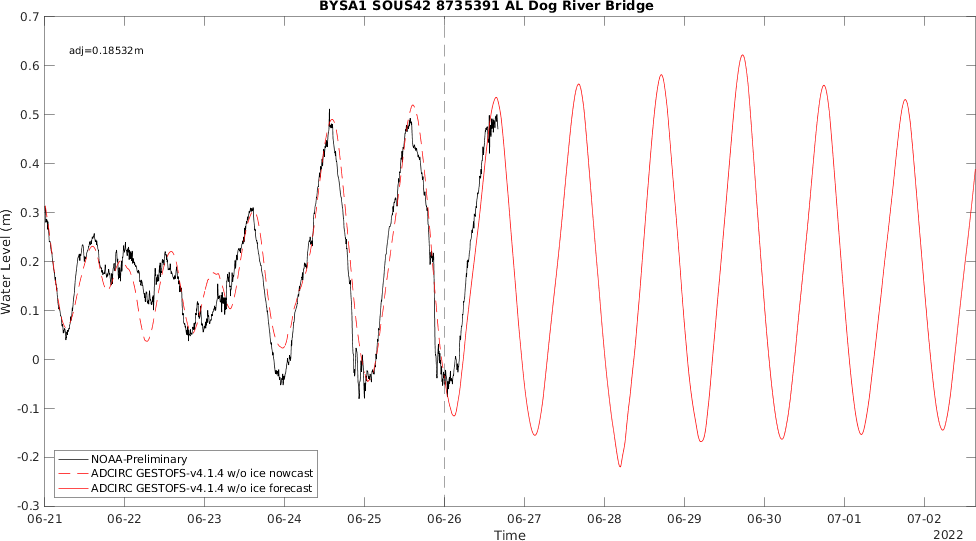 BYSA1 SOUS42 8735391 AL Dog River Bridge
adj=0.18532m
Water Level (m)
0.7
0.6
0.5
0.4
0.3
0.2
0.1
0
-0.1
-0.2
-0.3
NOAA-Preliminary
ADCIRC GESTOFS-v4.1.4 w/o ice nowcast
ADCIRC GESTOFS-v4.1.4 w/o ice forecast
06-21 06-22 06-23 06-24 06-25 06-26 06-27 06-28 06-29 06-30 07-01 07-02
Time
2022